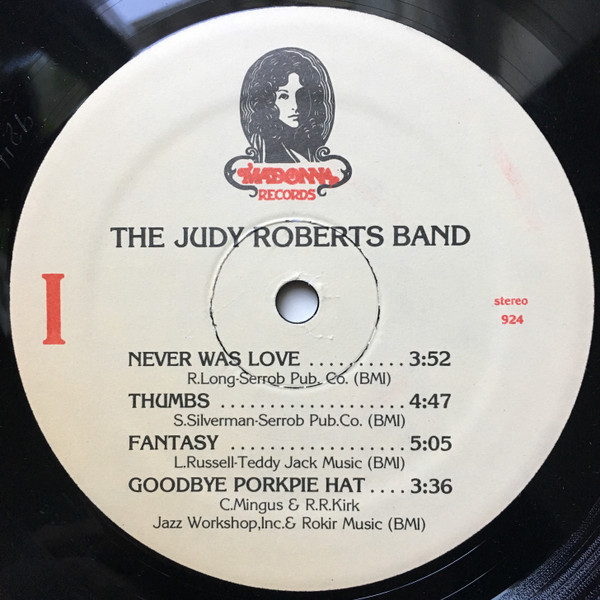 MADONNA
RECORDS
THE JUDY ROBERTS BAND
I
stereo
924
NEVER WAS LOVE .......... 3:52
R.Long-Serrob Pub. Co. (BMI)
THUMBS ................... 4:47
S.Silverman-Serrob Pub.Co. (BMI)
FANTASY .................. 5:05
L.Russell-Teddy Jack Music (BMI)
GOODBYE PORKPIE HAT .... 3:36
C.Mingus & R.R.Kirk
Jazz Workshop,Inc.& Rokir Music (BMI)